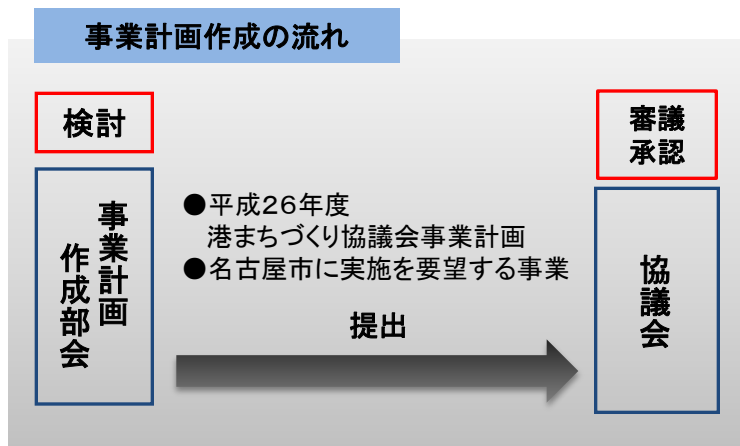 事業計画作成の流れ
検討
事業計画
作成部会
●平成２６年度
港まちづくり協議会事業計画
●名古屋市に実施を要望する事業
提出
審議
承認
協議会